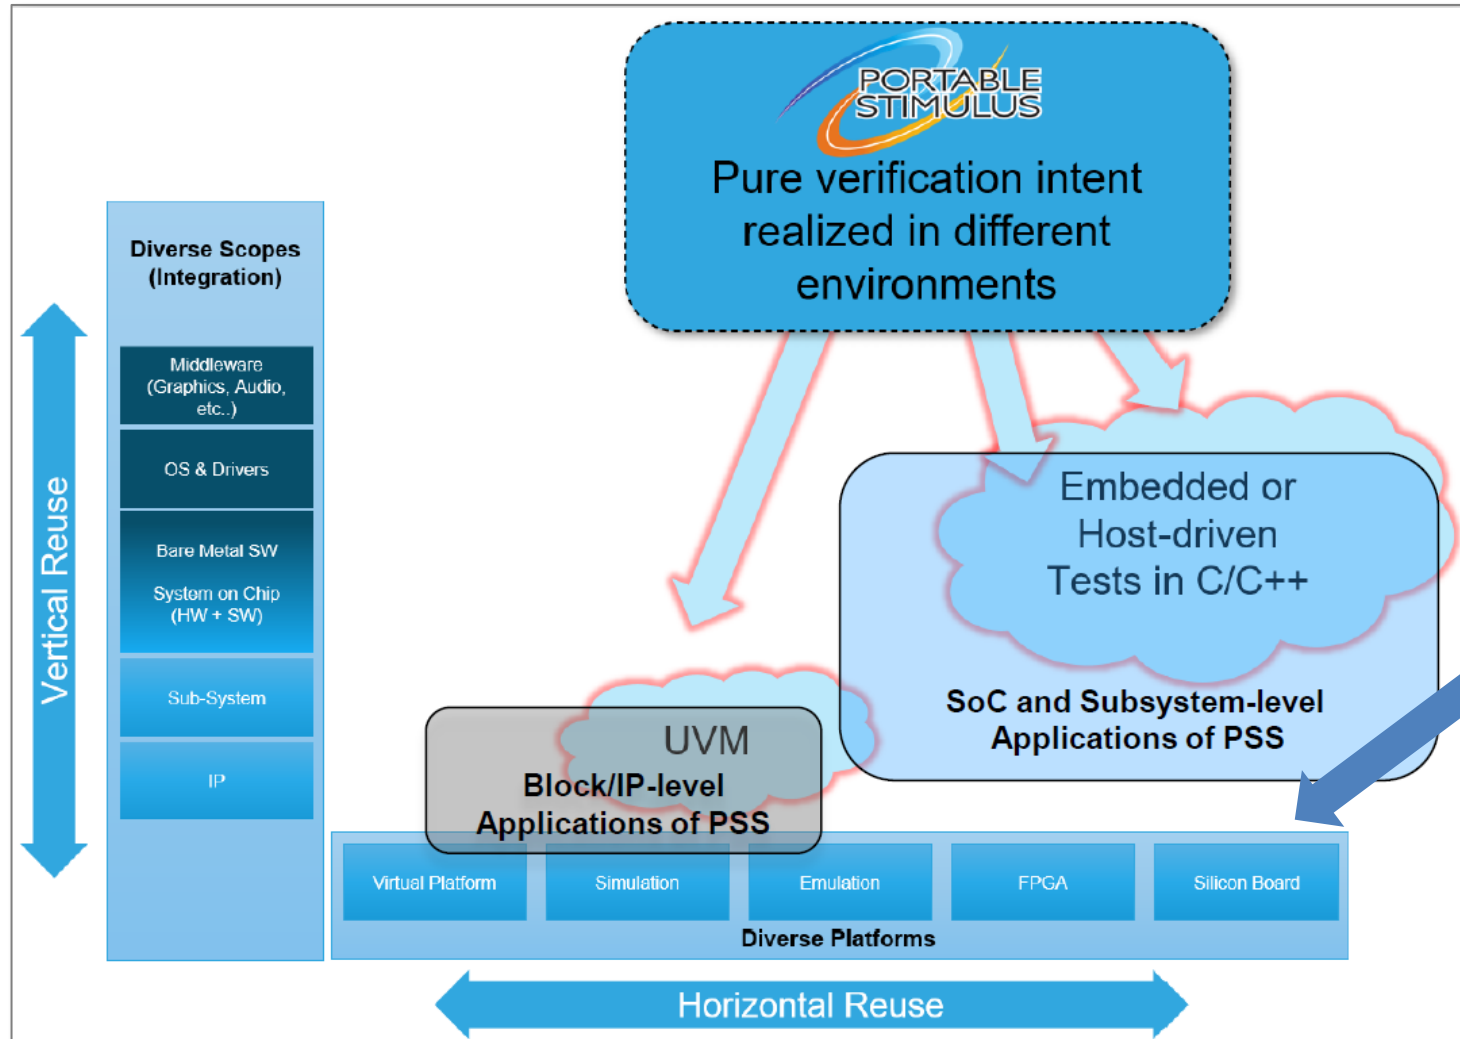 PORTABLE
STIMULUS
Pure verification intent
realized in different
environments
Diverse Scopes
(Integration)
Middleware
(Graphics, Audio,
etc..)
OS & Drivers
Bare Metal SW
System on Chip
(HW + SW)
Sub-System
IP
Vertical Reuse
Embedded or
Host-driven
Tests in C/C++
SoC and Subsystem-level
Applications of PSS
UVM
Block/IP-level
Applications of PSS
Virtual Platform
Simulation
Emulation
FPGA
Silicon Board
Diverse Platforms
Horizontal Reuse